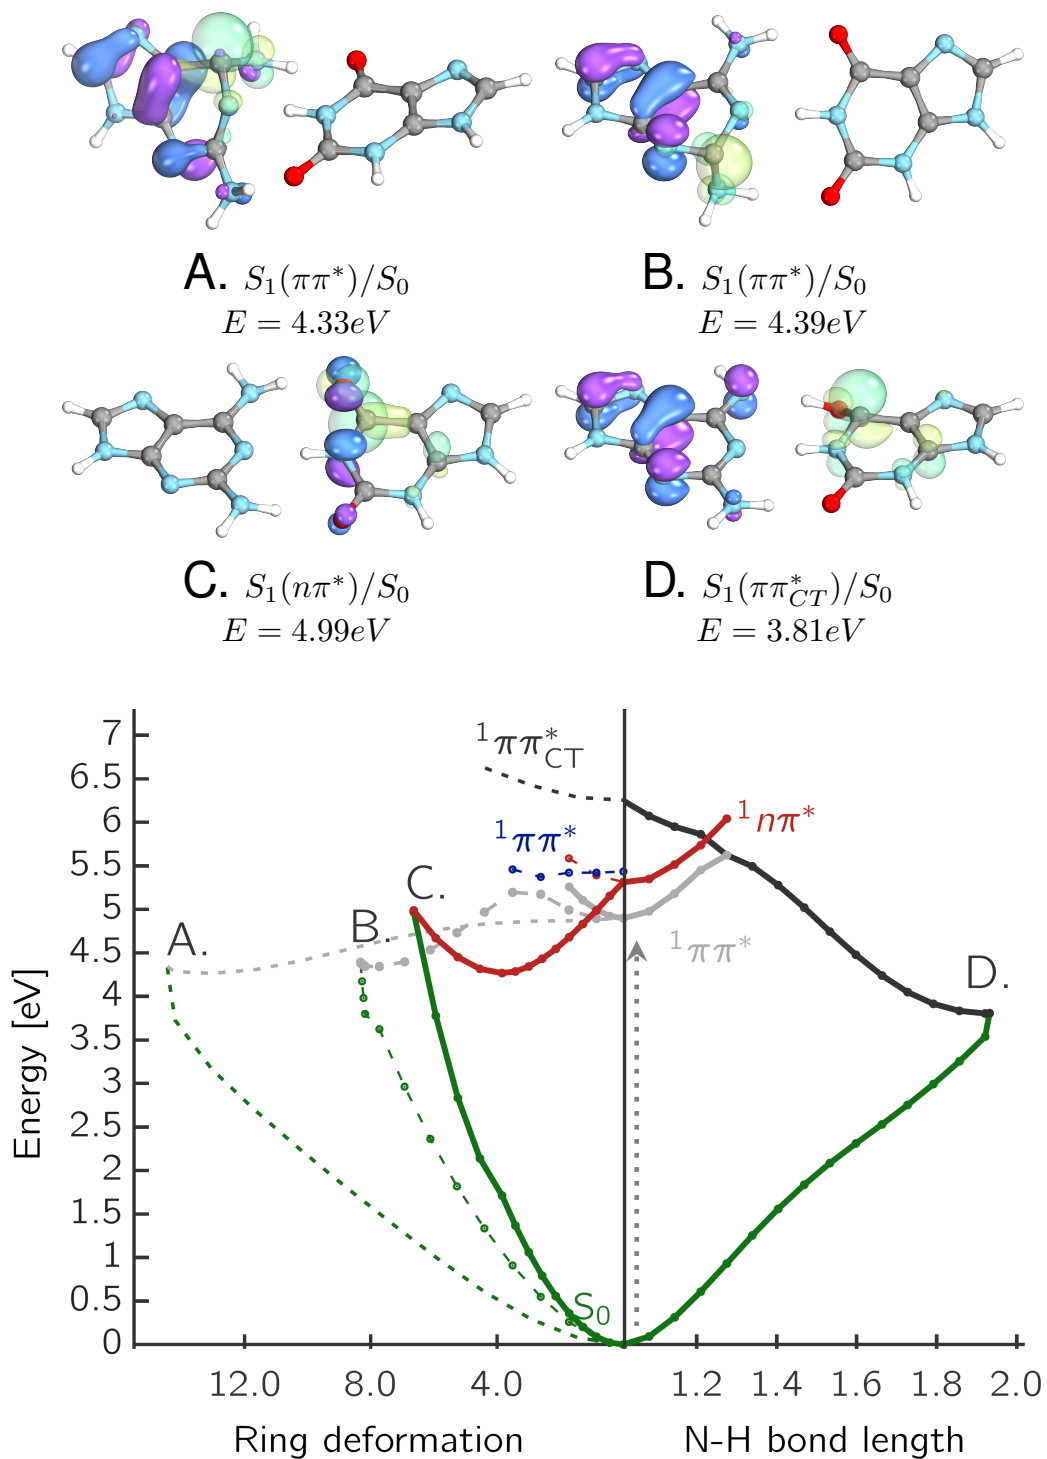 A. S₁(ππ*)/S₀
E = 4.33eV
B. S₁(ππ*)/S₀
E = 4.39eV
C. S₁(nπ*)/S₀
E = 4.99eV
D. S₁(ππ*CT)/S₀
E = 3.81eV
¹ππ*CT
¹nπ*
¹ππ*
C.
B.
A.
¹ππ*
D.
S₀
7
6.5
6
5.5
5
4.5
4
3.5
3
2.5
2
1.5
1
0.5
0
Energy [eV]
12.0 8.0 4.0 1.2 1.4 1.6 1.8 2.0
Ring deformation N-H bond length